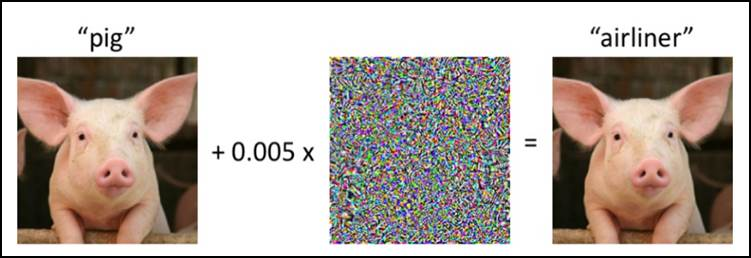 “pig”
“airliner”
+ 0.005 x
=